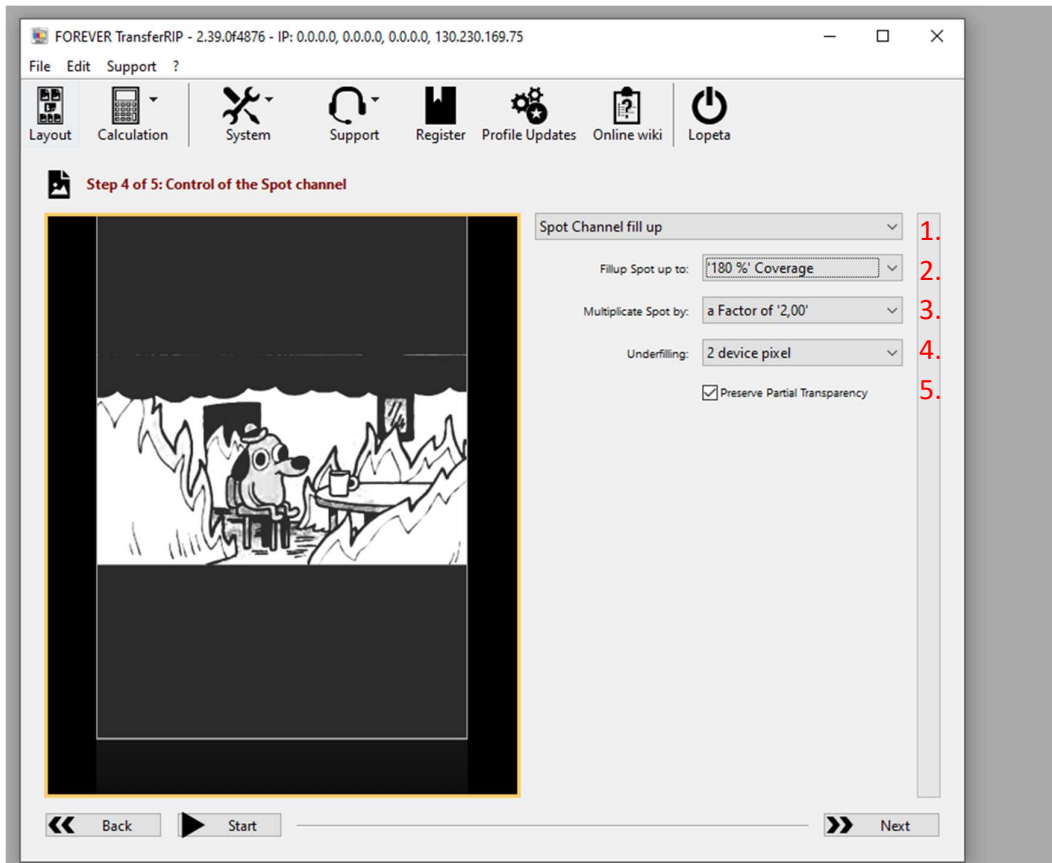 FOREVER TransferRIP - 2.39.0f4876 - IP: 0.0.0.0, 0.0.0.0, 0.0.0.0, 130.230.169.75
File Edit Support ?
Layout Calculation System Support Register Profile Updates Online wiki Lopeta
Step 4 of 5: Control of the Spot channel
Spot Channel fill up 1.
Fillup Spot up to: '180 %' Coverage 2.
Multiplicate Spot by: a Factor of '2,00' 3.
Underfilling: 2 device pixel 4.
Preserve Partial Transparency 5.
Back Start Next